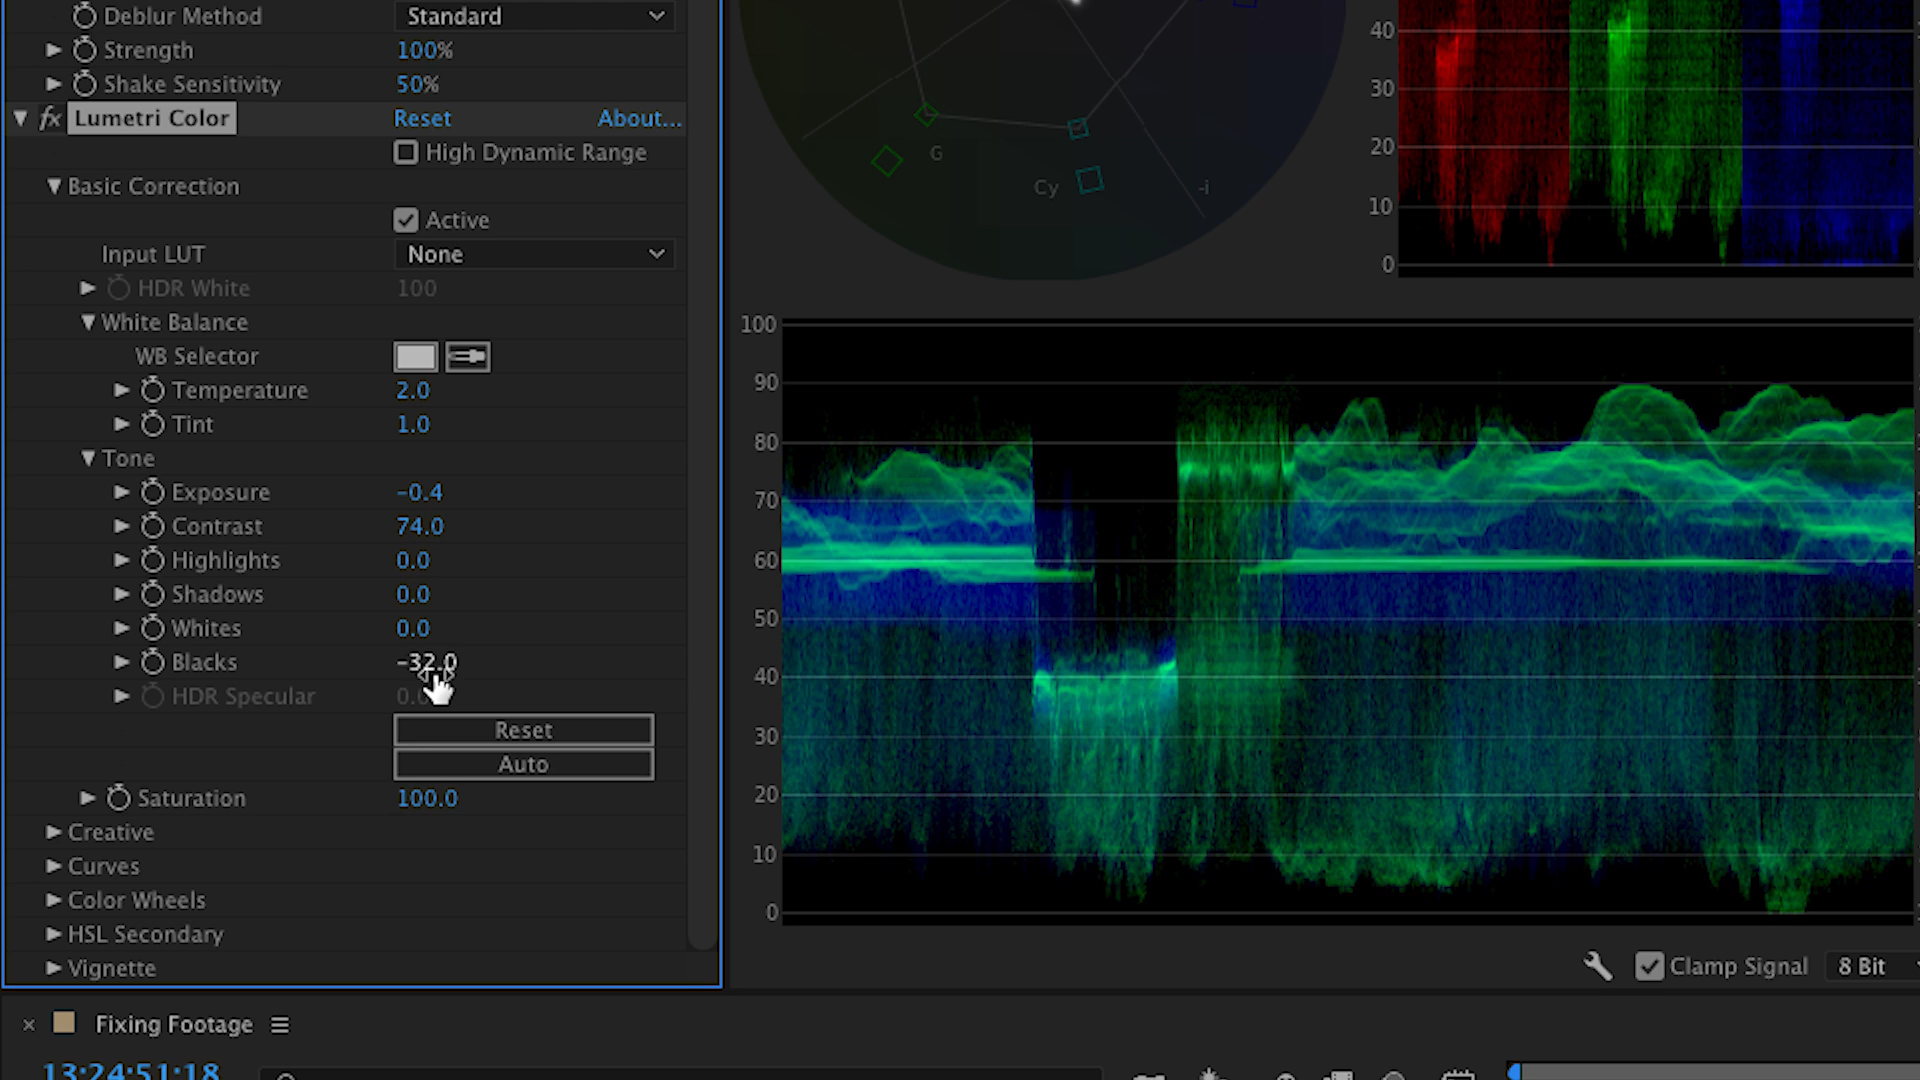 Deblur Method Standard
Strength 100%
Shake Sensitivity 50%
fx Lumetri Color Reset About...
High Dynamic Range
Basic Correction
Active
Input LUT None
HDR White 100
White Balance
WB Selector
Temperature 2.0
Tint 1.0
Tone
Exposure -0.4
Contrast 74.0
Highlights 0.0
Shadows 0.0
Whites 0.0
Blacks -32.0
HDR Specular 0.
Reset
Auto
Saturation 100.0
Creative
Curves
Color Wheels
HSL Secondary
Vignette
G
Cy
-i
40
30
20
10
0
100
90
80
70
60
50
40
30
20
10
0
Clamp Signal 8 Bit
× Fixing Footage
13:24:51:18